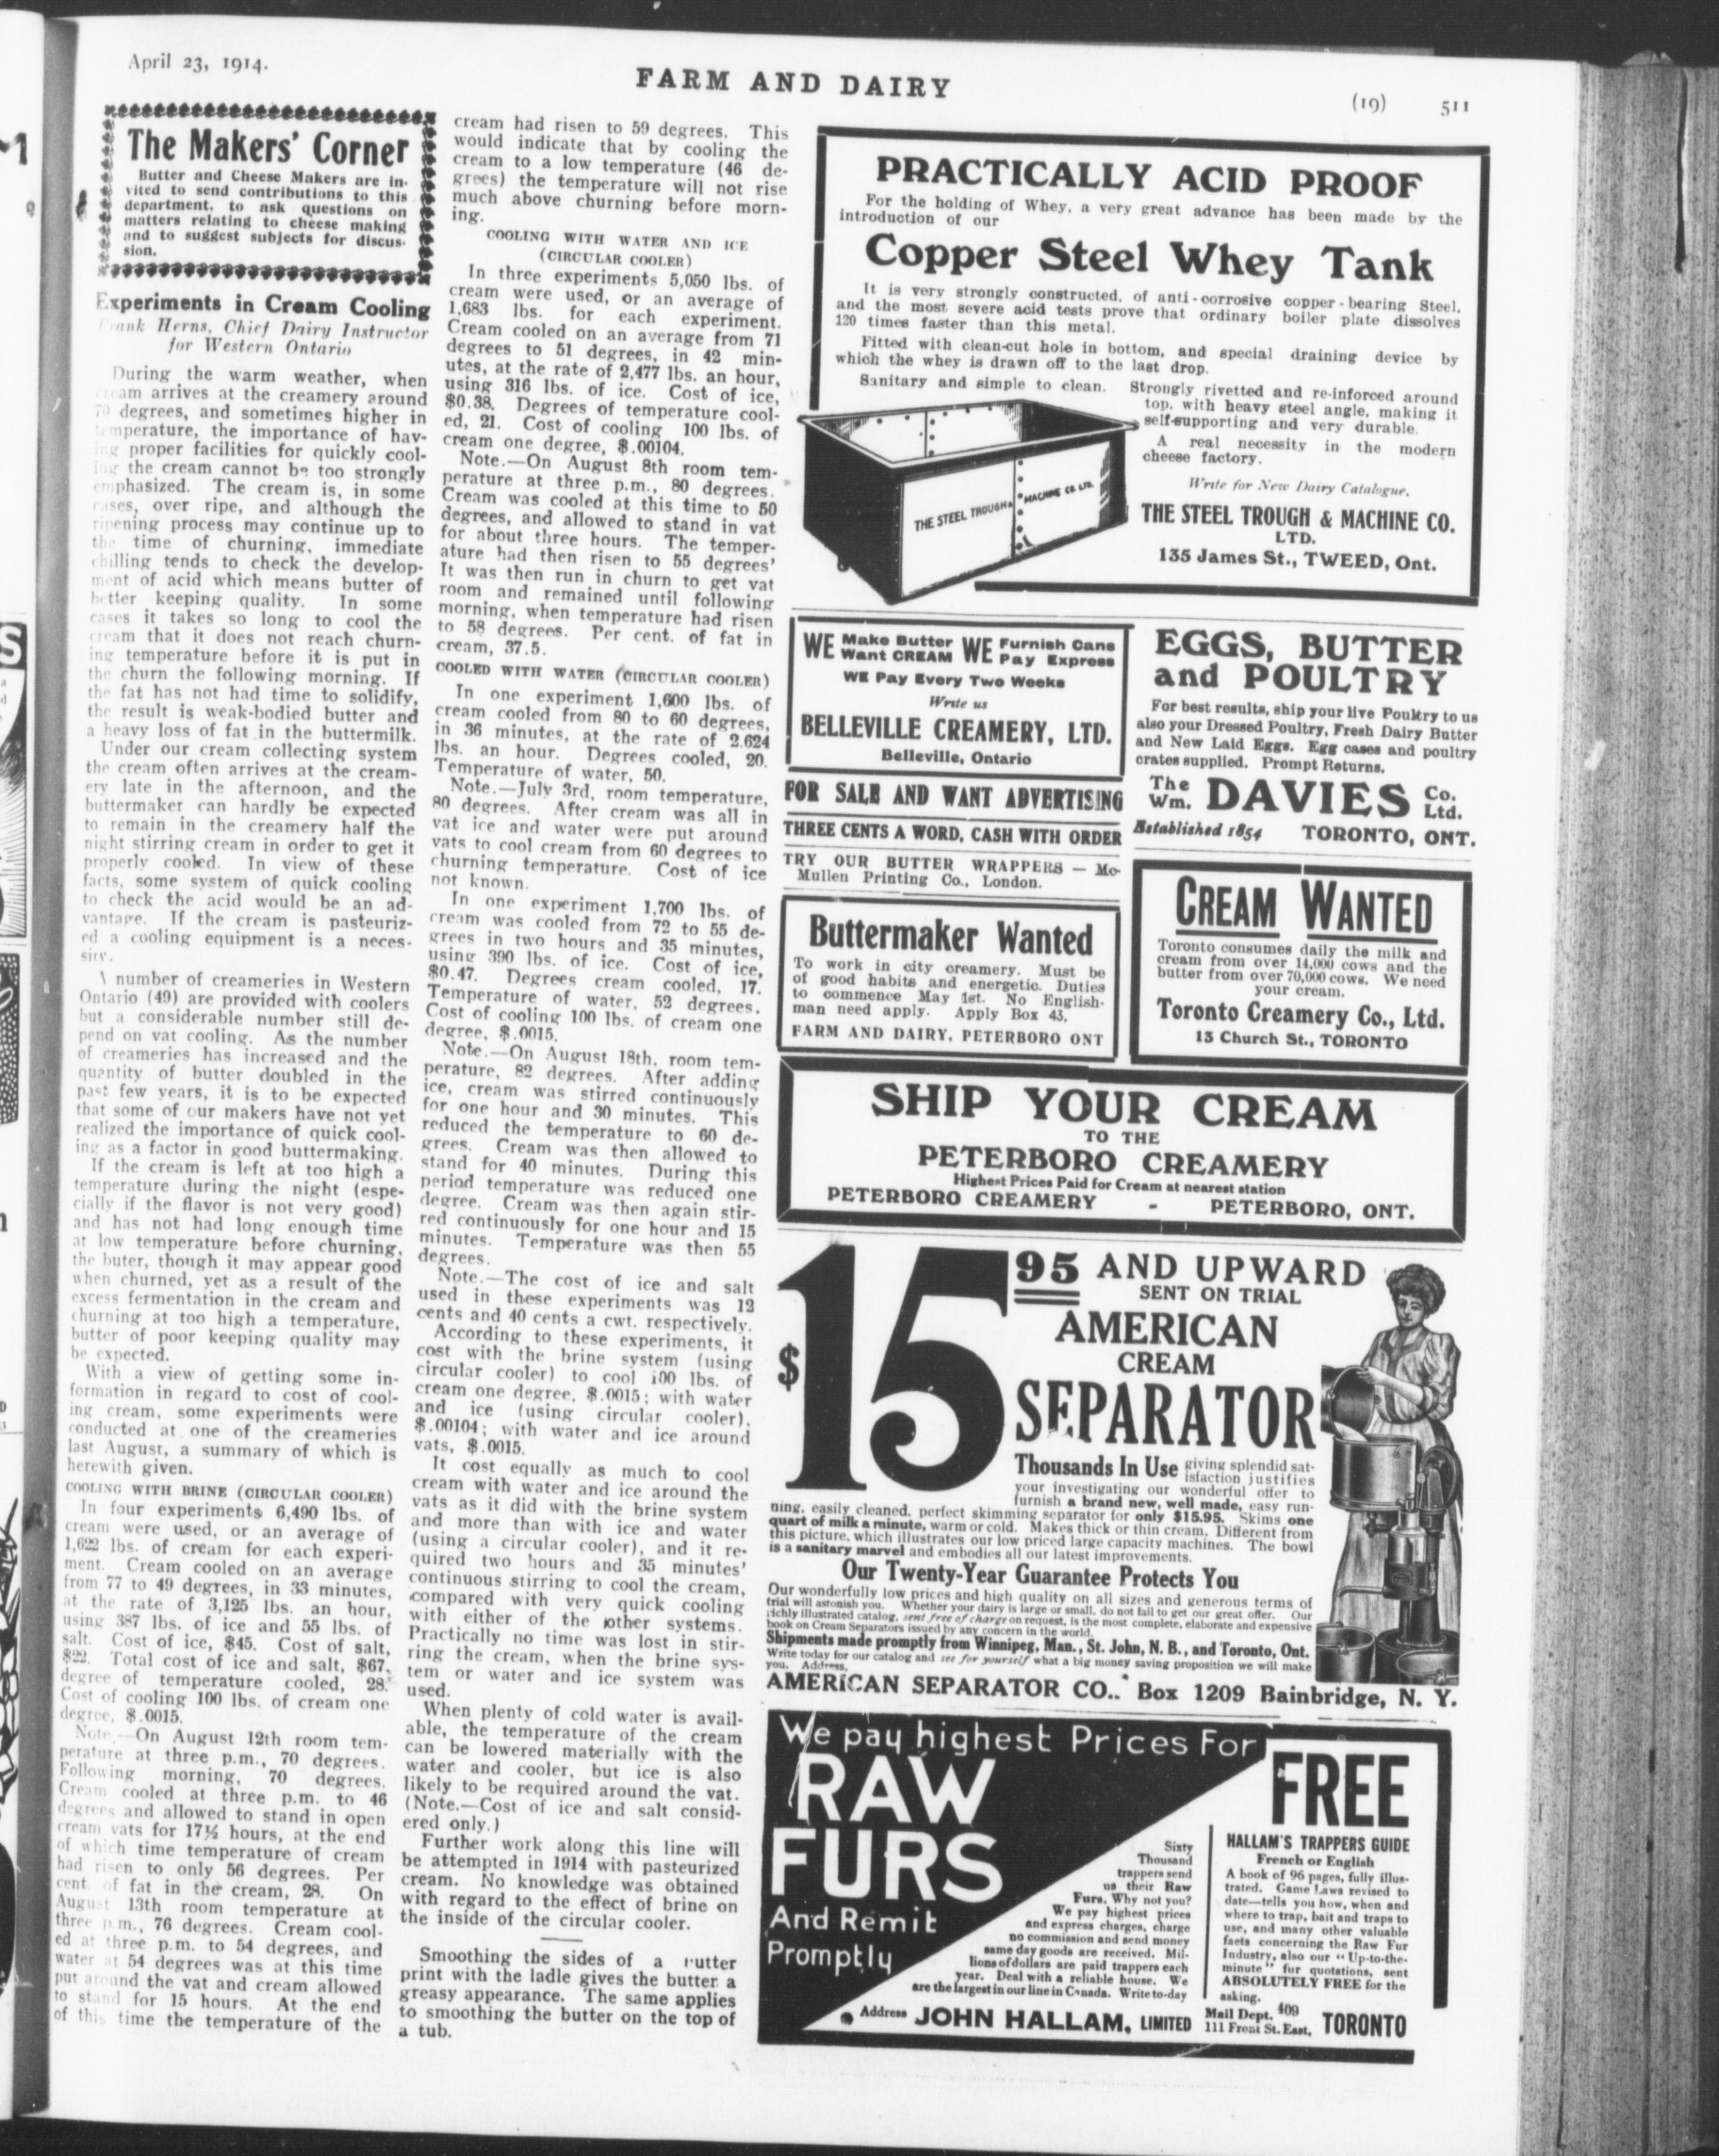 April 23, 1914.
FARM AND DAIRY
(19) 511
The Makers' Corner
Butter and Cheese Makers are in-
vited to send contributions to this
department, to ask questions on
matters relating to cheese making
and to suggest subjects for discus-
sion.
Experiments in Cream Cooling
Frank Herns, Chief Dairy Instructor
for Western Ontario
During the warm weather, when
cream arrives at the creamery around
70 degrees, and sometimes higher in
temperature, the importance of hav-
ing proper facilities for quickly cool-
ing the cream cannot be too strongly
emphasized. The cream is, in some
cases, over ripe, and although the
ripening process may continue up to
the time of churning, immediate
chilling tends to check the develop-
ment of acid which means butter of
better keeping quality. In some
cases it takes so long to cool the
cream that it does not reach churn-
ing temperature before it is put in
the churn the following morning. If
the fat has not had time to solidify,
the result is weak-bodied butter and
a heavy loss of fat in the buttermilk.
Under our cream collecting system
the cream often arrives at the cream-
ery late in the afternoon, and the
buttermaker can hardly be expected
to remain in the creamery half the
night stirring cream in order to get it
properly cooled. In view of these
facts, some system of quick cooling
to check the acid would be an ad-
vantage. If the cream is pasteuriz-
ed a cooling equipment is a neces-
sity.
A number of creameries in Western
Ontario (49) are provided with coolers
but a considerable number still de-
pend on vat cooling. As the number
of creameries has increased and the
quantity of butter doubled in the
past few years, it is to be expected
that some of our makers have not yet
realized the importance of quick cool-
ing as a factor in good buttermaking.
If the cream is left at too high a
temperature during the night (espe-
cially if the flavor is not very good)
and has not had long enough time
at low temperature before churning,
the buter, though it may appear good
when churned, yet as a result of the
excess fermentation in the cream and
churning at too high a temperature,
butter of poor keeping quality may
be expected.
With a view of getting some in-
formation in regard to cost of cool-
ing cream, some experiments were
conducted at one of the creameries
last August, a summary of which is
herewith given.
COOLING WITH BRINE (CIRCULAR COOLER)
In four experiments 6,490 lbs. of
cream were used, or an average of
1,622 lbs. of cream for each experi-
ment. Cream cooled on an average
from 77 to 49 degrees, in 33 minutes,
at the rate of 3,125 lbs. an hour,
using 387 lbs. of ice and 55 lbs. of
salt. Cost of ice, $45. Cost of salt,
$22. Total cost of ice and salt, $67,
degree of temperature cooled, 28.
Cost of cooling 100 lbs. of cream one
degree, $.0015.
Note.—On August 12th room tem-
perature at three p.m., 70 degrees.
Following morning, 70 degrees.
Cream cooled at three p.m. to 46
degrees and allowed to stand in open
cream vats for 17½ hours, at the end
of which time temperature of cream
had risen to only 56 degrees. Per
cent. of fat in the cream, 28. On
August 13th room temperature at
three p.m., 76 degrees. Cream cool-
ed at three p.m. to 54 degrees, and
water at 54 degrees was at this time
put around the vat and cream allowed
to stand for 15 hours. At the end
of this time the temperature of the
cream had risen to 59 degrees. This
would indicate that by cooling the
cream to a low temperature (46 de-
grees) the temperature will not rise
much above churning before morn-
ing.
COOLING WITH WATER AND ICE
(CIRCULAR COOLER)
In three experiments 5,050 lbs. of
cream were used, or an average of
1,683 lbs. for each experiment.
Cream cooled on an average from 71
degrees to 51 degrees, in 42 min-
utes, at the rate of 2,477 lbs. an hour,
using 316 lbs. of ice. Cost of ice,
$0.38. Degrees of temperature cool-
ed, 21. Cost of cooling 100 lbs. of
cream one degree, $.00104.
Note.—On August 8th room tem-
perature at three p.m., 80 degrees.
Cream was cooled at this time to 50
degrees, and allowed to stand in vat
for about three hours. The temper-
ature had then risen to 55 degrees'
It was then run in churn to get vat
room and remained until following
morning, when temperature had risen
to 58 degrees. Per cent. of fat in
cream, 37.5.
COOLED WITH WATER (CIRCULAR COOLER)
In one experiment 1,600 lbs. of
cream cooled from 80 to 60 degrees,
in 36 minutes, at the rate of 2.624
lbs. an hour. Degrees cooled, 20.
Temperature of water, 50.
Note.—July 3rd, room temperature,
80 degrees. After cream was all in
vat ice and water were put around
vats to cool cream from 60 degrees to
churning temperature. Cost of ice
not known.
In one experiment 1,700 lbs. of
cream was cooled from 72 to 55 de-
grees in two hours and 35 minutes,
using 390 lbs. of ice. Cost of ice,
$0.47. Degrees cream cooled, 17.
Temperature of water, 52 degrees.
Cost of cooling 100 lbs. of cream one
degree, $.0015.
Note.—On August 18th, room tem-
perature, 82 degrees. After adding
ice, cream was stirred continuously
for one hour and 30 minutes. This
reduced the temperature to 60 de-
grees. Cream was then allowed to
stand for 40 minutes. During this
period temperature was reduced one
degree. Cream was then again stir-
red continuously for one hour and 15
minutes. Temperature was then 55
degrees.
Note.—The cost of ice and salt
used in these experiments was 12
cents and 40 cents a cwt. respectively.
According to these experiments, it
cost with the brine system (using
circular cooler) to cool 100 lbs. of
cream one degree, $.0015; with water
and ice (using circular cooler),
$.00104; with water and ice around
vats, $.0015.
It cost equally as much to cool
cream with water and ice around the
vats as it did with the brine system
and more than with ice and water
(using a circular cooler), and it re-
quired two hours and 35 minutes'
continuous stirring to cool the cream,
compared with very quick cooling
with either of the other systems.
Practically no time was lost in stir-
ring the cream, when the brine sys-
tem or water and ice system was
used.
When plenty of cold water is avail-
able, the temperature of the cream
can be lowered materially with the
water and cooler, but ice is also
likely to be required around the vat.
(Note.—Cost of ice and salt consid-
ered only.)
Further work along this line will
be attempted in 1914 with pasteurized
cream. No knowledge was obtained
with regard to the effect of brine on
the inside of the circular cooler.
Smoothing the sides of a butter
print with the ladle gives the butter a
greasy appearance. The same applies
to smoothing the butter on the top of
a tub.
PRACTICALLY ACID PROOF
For the holding of Whey, a very great advance has been made by the
introduction of our
Copper Steel Whey Tank
It is very strongly constructed, of anti-corrosive copper-bearing Steel,
and the most severe acid tests prove that ordinary boiler plate dissolves
120 times faster than this metal.
Fitted with clean-cut hole in bottom, and special draining device by
which the whey is drawn off to the last drop.
Sanitary and simple to clean. Strongly rivetted and re-inforced around
top, with heavy steel angle, making it
self-supporting and very durable.
A real necessity in the modern
cheese factory.
Write for New Dairy Catalogue.
THE STEEL TROUGH & MACHINE CO. LTD.
THE STEEL TROUGH & MACHINE CO.
LTD.
135 James St., TWEED, Ont.
WE Make Butter WE Furnish Cans
Want CREAM Pay Express
WE Pay Every Two Weeks
Write us
BELLEVILLE CREAMERY, LTD.
Belleville, Ontario
FOR SALE AND WANT ADVERTISING
THREE CENTS A WORD, CASH WITH ORDER
TRY OUR BUTTER WRAPPERS — Mc-
Mullen Printing Co., London.
Buttermaker Wanted
To work in city creamery. Must be
of good habits and energetic. Duties
to commence May 1st. No English-
man need apply. Apply Box 43,
FARM AND DAIRY, PETERBORO ONT
EGGS, BUTTER
and POULTRY
For best results, ship your live Poultry to us
also your Dressed Poultry, Fresh Dairy Butter
and New Laid Eggs. Egg cases and poultry
crates supplied. Prompt Returns.
The Wm. DAVIES Co. Ltd.
Established 1854 TORONTO, ONT.
CREAM WANTED
Toronto consumes daily the milk and
cream from over 14,000 cows and the
butter from over 70,000 cows. We need
your cream.
Toronto Creamery Co., Ltd.
13 Church St., TORONTO
SHIP YOUR CREAM
TO THE
PETERBORO CREAMERY
Highest Prices Paid for Cream at nearest station
PETERBORO CREAMERY - PETERBORO, ONT.
$15 95 AND UPWARD
SENT ON TRIAL
AMERICAN
CREAM
SEPARATOR
Thousands In Use giving splendid sat-
isfaction justifies
your investigating our wonderful offer to
furnish a brand new, well made, easy run-
ning, easily cleaned, perfect skimming separator for only $15.95. Skims one
quart of milk a minute, warm or cold. Makes thick or thin cream. Different from
this picture, which illustrates our low priced large capacity machines. The bowl
is a sanitary marvel and embodies all our latest improvements.
Our Twenty-Year Guarantee Protects You
Our wonderfully low prices and high quality on all sizes and generous terms of
trial will astonish you. Whether your dairy is large or small, do not fail to get our great offer. Our
richly illustrated catalog, sent free of charge on request, is the most complete, elaborate and expensive
book on Cream Separators issued by any concern in the world.
Shipments made promptly from Winnipeg, Man., St. John, N. B., and Toronto, Ont.
Write today for our catalog and see for yourself what a big money saving proposition we will make
you. Address,
AMERICAN SEPARATOR CO.. Box 1209 Bainbridge, N. Y.
We pay highest Prices For
RAW
FURS
And Remit
Promptly
Sixty
Thousand
trappers send
us their Raw
Furs. Why not you?
We pay highest prices
and express charges, charge
no commission and send money
same day goods are received. Mil-
lions of dollars are paid trappers each
year. Deal with a reliable house. We
are the largest in our line in Canada. Write to-day
FREE
HALLAM'S TRAPPERS GUIDE
French or English
A book of 96 pages, fully illus-
trated. Game Laws revised to
date—tells you how, when and
where to trap, bait and traps to
use, and many other valuable
facts concerning the Raw Fur
Industry, also our "Up-to-the-
minute" fur quotations, sent
ABSOLUTELY FREE for the
asking.
Address JOHN HALLAM, LIMITED Mail Dept. 409
111 Front St. East, TORONTO